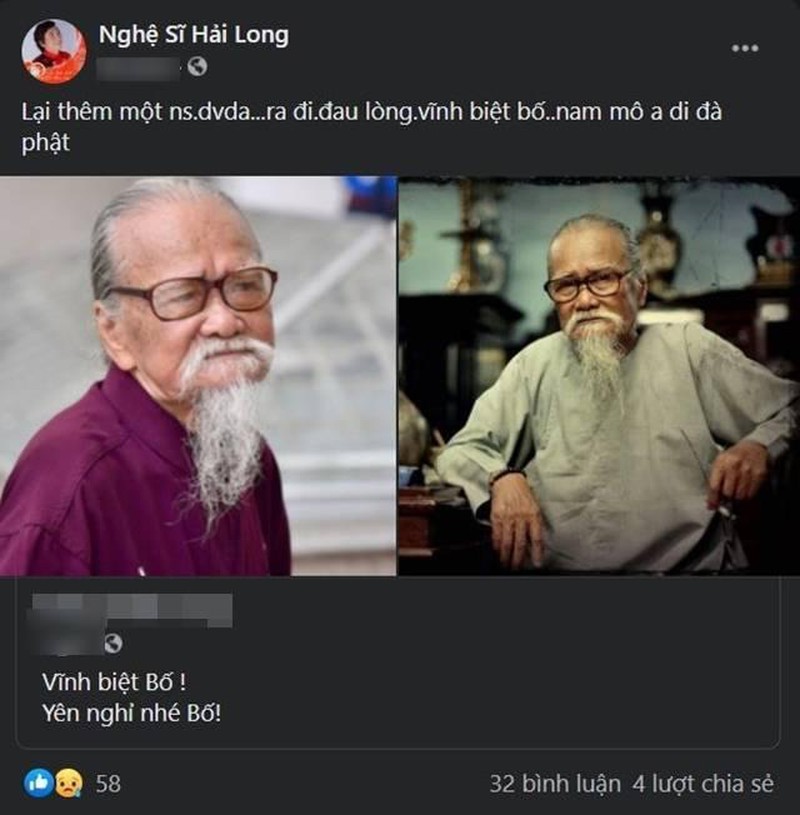 Nghệ Sĩ Hải Long
Lại thêm một ns.dvda...ra đi.đau lòng.vĩnh biệt bố..nam mô a di đà
phật
Vĩnh biệt Bố !
Yên nghỉ nhé Bố!
58
32 bình luận 4 lượt chia sẻ